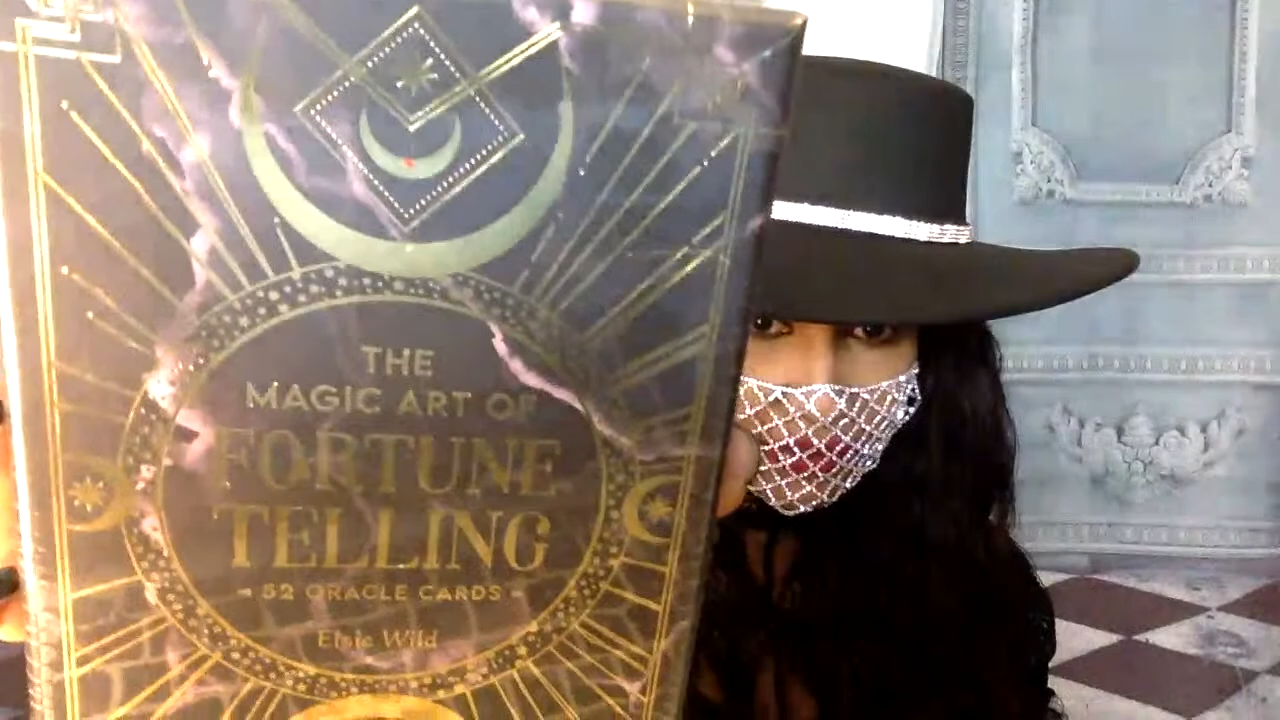 THE
MAGIC ART OF
FORTUNE
TELLING
- 52 ORACLE CARDS -
Elsie Wild